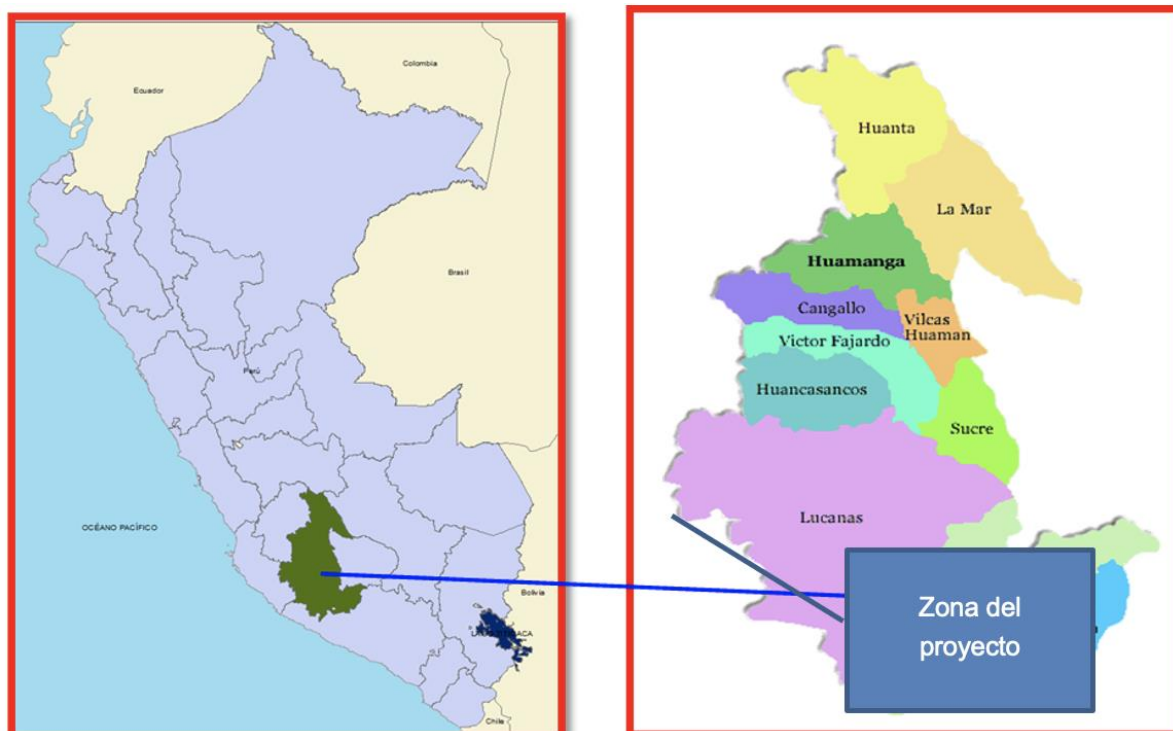 Colombia
Ecuador
Brasil
Perú
OCÉANO PACÍFICO
Bolivia
Chile
Huanta
La Mar
Huamanga
Cangallo
Vilcas
Huaman
Victor Fajardo
Huancasancos
Sucre
Lucanas
Zona del
proyecto